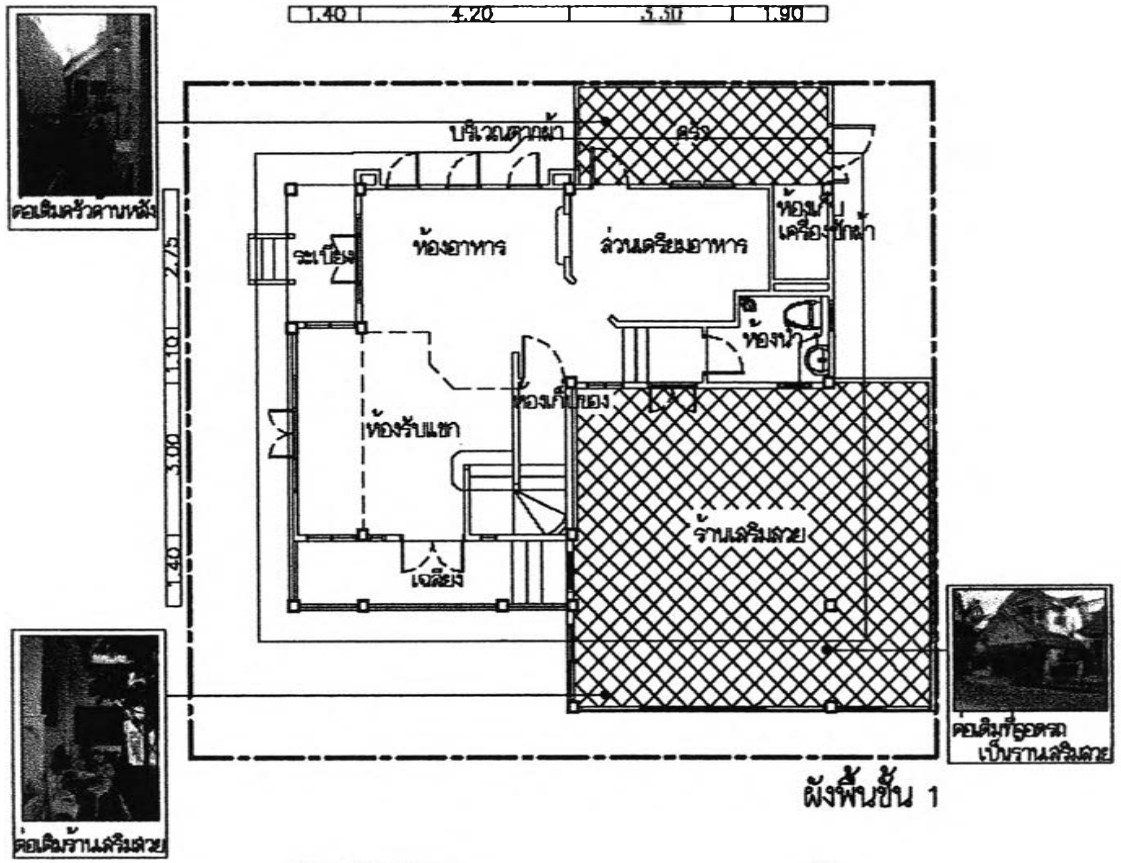 1.40 4.20 3.30 1.90
บริเวณตากผ้า
ครัว
ต่อเติมครัวด้านหลัง
ห้องเก็บ
เครื่องซักผ้า
ระเบียง
ห้องอาหาร
ส่วนเตรียมอาหาร
2.75
1.10
3.00
1.40
ห้องน้ำ
ห้องเก็บของ
ห้องรับแขก
ร้านเสริมสวย
เฉลียง
ต่อเติมที่จอดรถ
เป็นร้านเสริมสวย
ผังพื้นชั้น 1
ต่อเติมร้านเสริมสวย